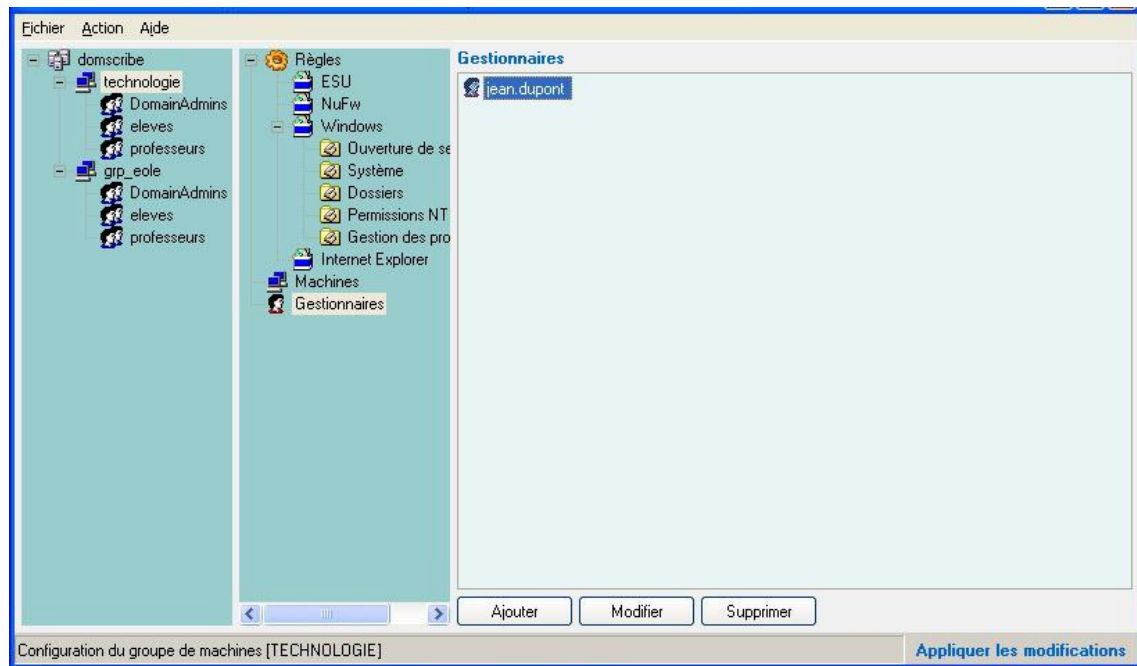 Fichier Action Aide
domscribe
technologie
DomainAdmins
eleves
professeurs
grp_eole
DomainAdmins
eleves
professeurs
Règles
ESU
NuFw
Windows
Ouverture de se
Système
Dossiers
Permissions NT
Gestion des pro
Internet Explorer
Machines
Gestionnaires
Gestionnaires
jean.dupont
Ajouter Modifier Supprimer
Configuration du groupe de machines [TECHNOLOGIE] Appliquer les modifications